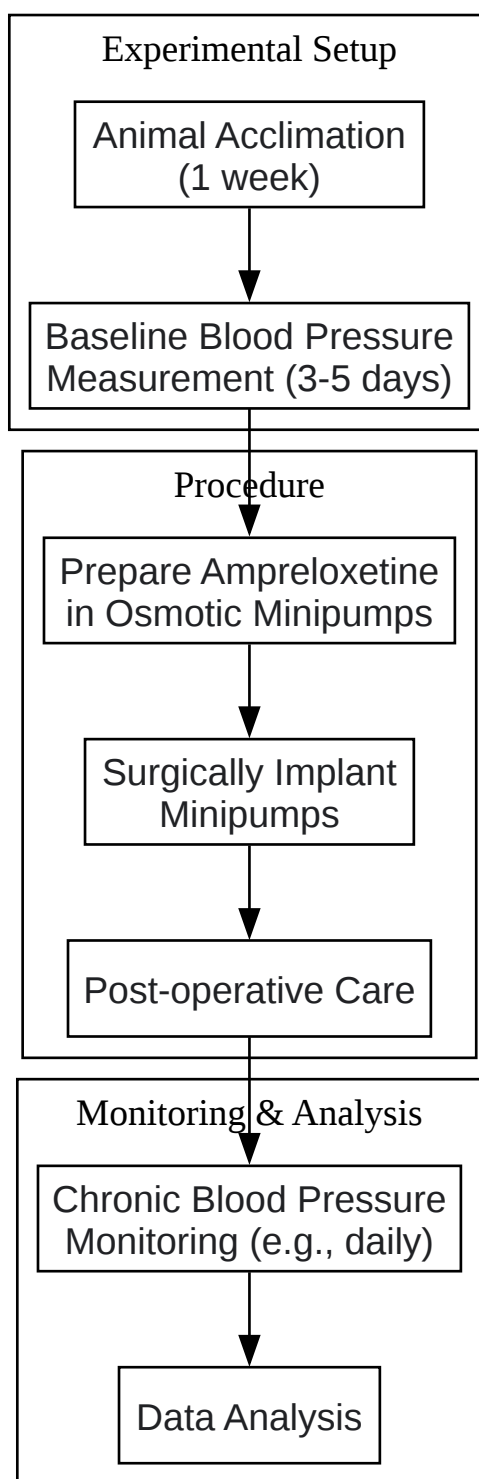 Experimental Setup
Animal Acclimation
(1 week)
Baseline Blood Pressure
Measurement (3-5 days)
Procedure
Prepare Ampreloxetine
in Osmotic Minipumps
Surgically Implant
Minipumps
Post-operative Care
Monitoring & Analysis
Chronic Blood Pressure
Monitoring (e.g., daily)
Data Analysis